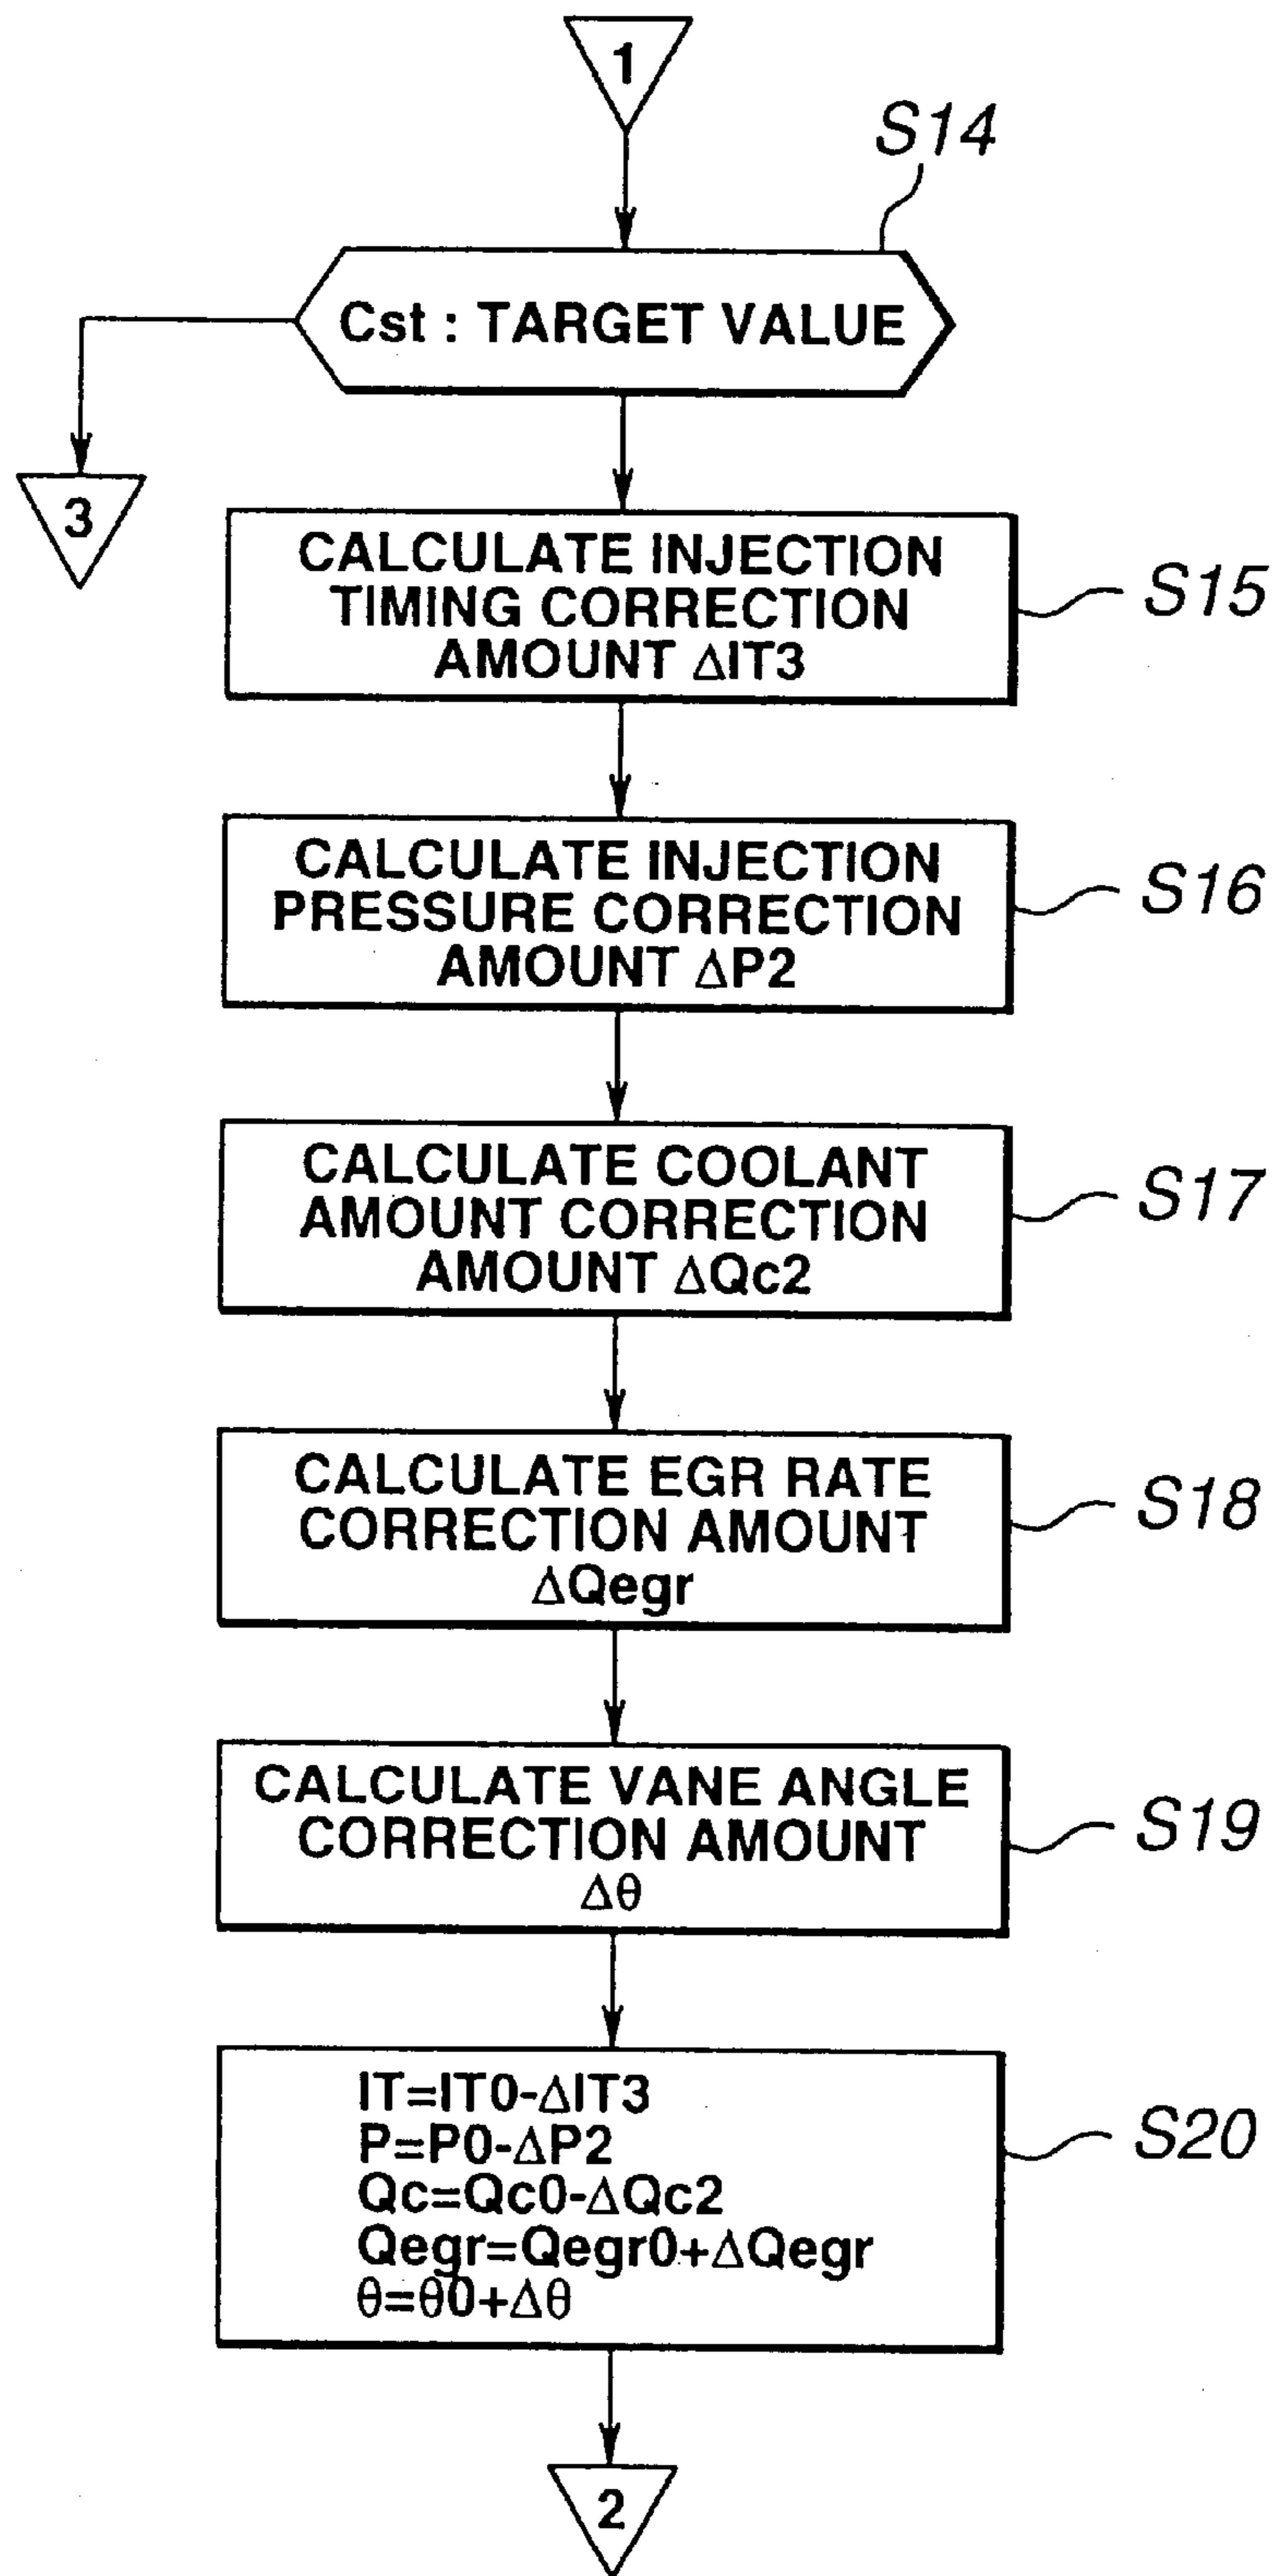 1
S14
Cst : TARGET VALUE
3
CALCULATE INJECTION
TIMING CORRECTION
AMOUNT ΔIT3
S15
CALCULATE INJECTION
PRESSURE CORRECTION
AMOUNT ΔP2
S16
CALCULATE COOLANT
AMOUNT CORRECTION
AMOUNT ΔQc2
S17
CALCULATE EGR RATE
CORRECTION AMOUNT
ΔQegr
S18
CALCULATE VANE ANGLE
CORRECTION AMOUNT
Δθ
S19
IT=IT0-ΔIT3
P=P0-ΔP2
Qc=Qc0-ΔQc2
Qegr=Qegr0+ΔQegr
θ=θ0+Δθ
S20
2